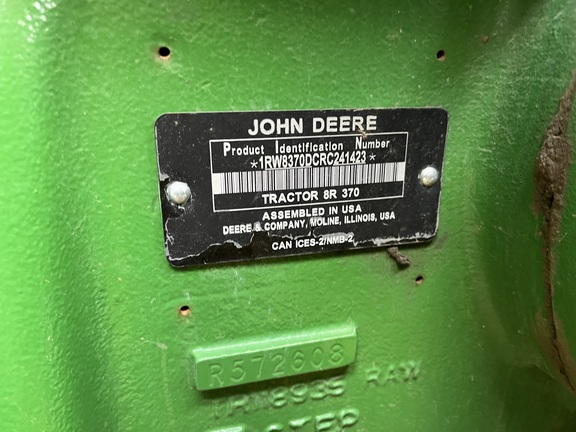 JOHN DEERE
Product Identification Number
*1RW8370DCRC241423*
TRACTOR 8R 370
ASSEMBLED IN USA
DEERE & COMPANY, MOLINE, ILLINOIS, USA
CAN ICES-2/NMB-2
R572608
RAW